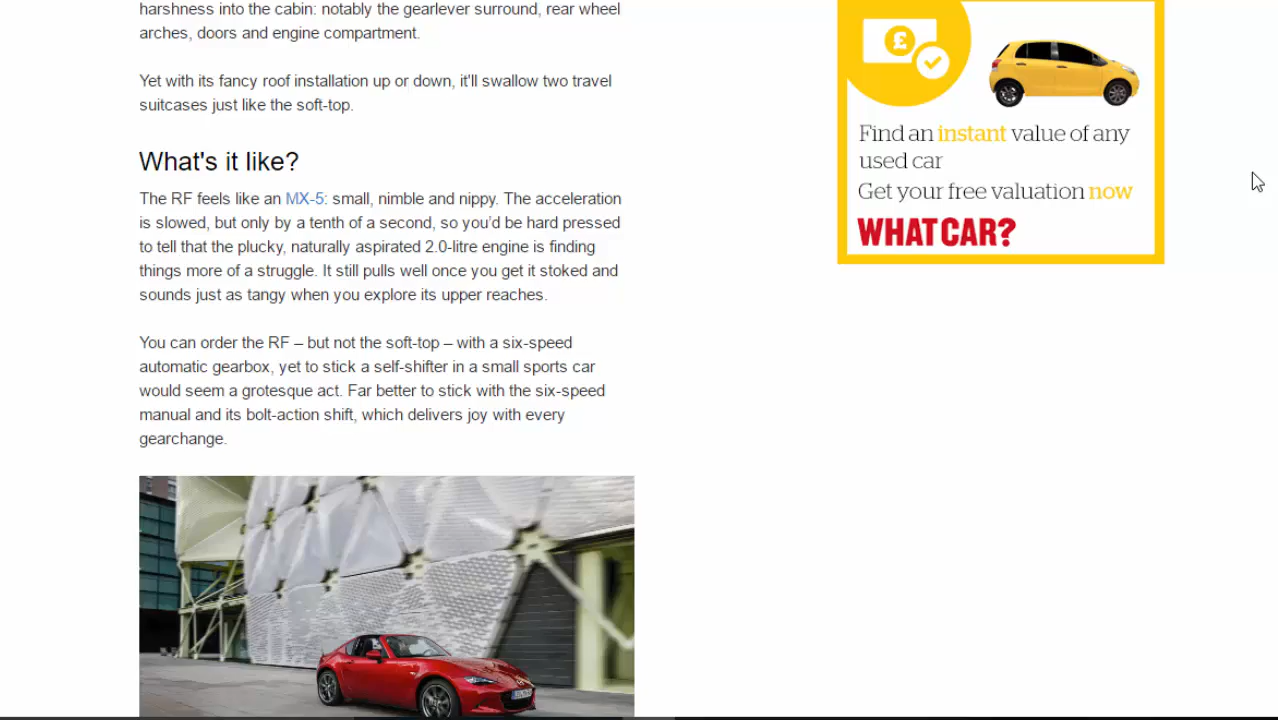 harshness into the cabin: notably the gearlever surround, rear wheel
arches, doors and engine compartment.
Yet with its fancy roof installation up or down, it'll swallow two travel
suitcases just like the soft-top.
What's it like?
The RF feels like an MX-5: small, nimble and nippy. The acceleration
is slowed, but only by a tenth of a second, so you’d be hard pressed
to tell that the plucky, naturally aspirated 2.0-litre engine is finding
things more of a struggle. It still pulls well once you get it stoked and
sounds just as tangy when you explore its upper reaches.
You can order the RF – but not the soft-top – with a six-speed
automatic gearbox, yet to stick a self-shifter in a small sports car
would seem a grotesque act. Far better to stick with the six-speed
manual and its bolt-action shift, which delivers joy with every
gearchange.
£
Find an instant value of any
used car
Get your free valuation now
WHAT CAR?